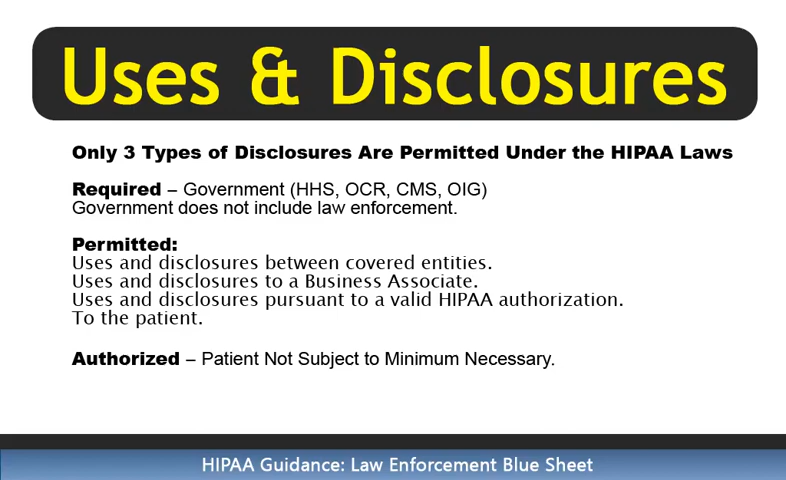 Uses & Disclosures
Only 3 Types of Disclosures Are Permitted Under the HIPAA Laws
Required – Government (HHS, OCR, CMS, OIG)
Government does not include law enforcement.
Permitted:
Uses and disclosures between covered entities.
Uses and disclosures to a Business Associate.
Uses and disclosures pursuant to a valid HIPAA authorization.
To the patient.
Authorized – Patient Not Subject to Minimum Necessary.
HIPAA Guidance: Law Enforcement Blue Sheet